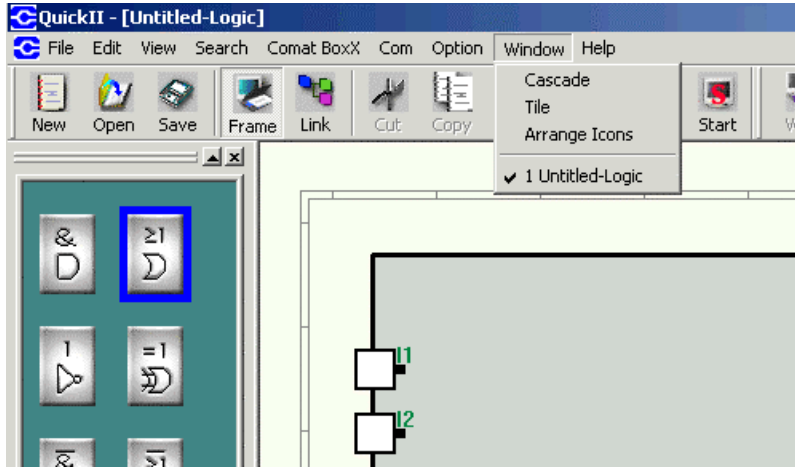 QuickII - [Untitled-Logic]
File Edit View Search Comat BoxX Com Option Window Help
Cascade
Tile
Arrange Icons
1 Untitled-Logic
New Open Save Frame Link Cut Copy Start
& ≥1
1 =1
& ≥1
I1
I2